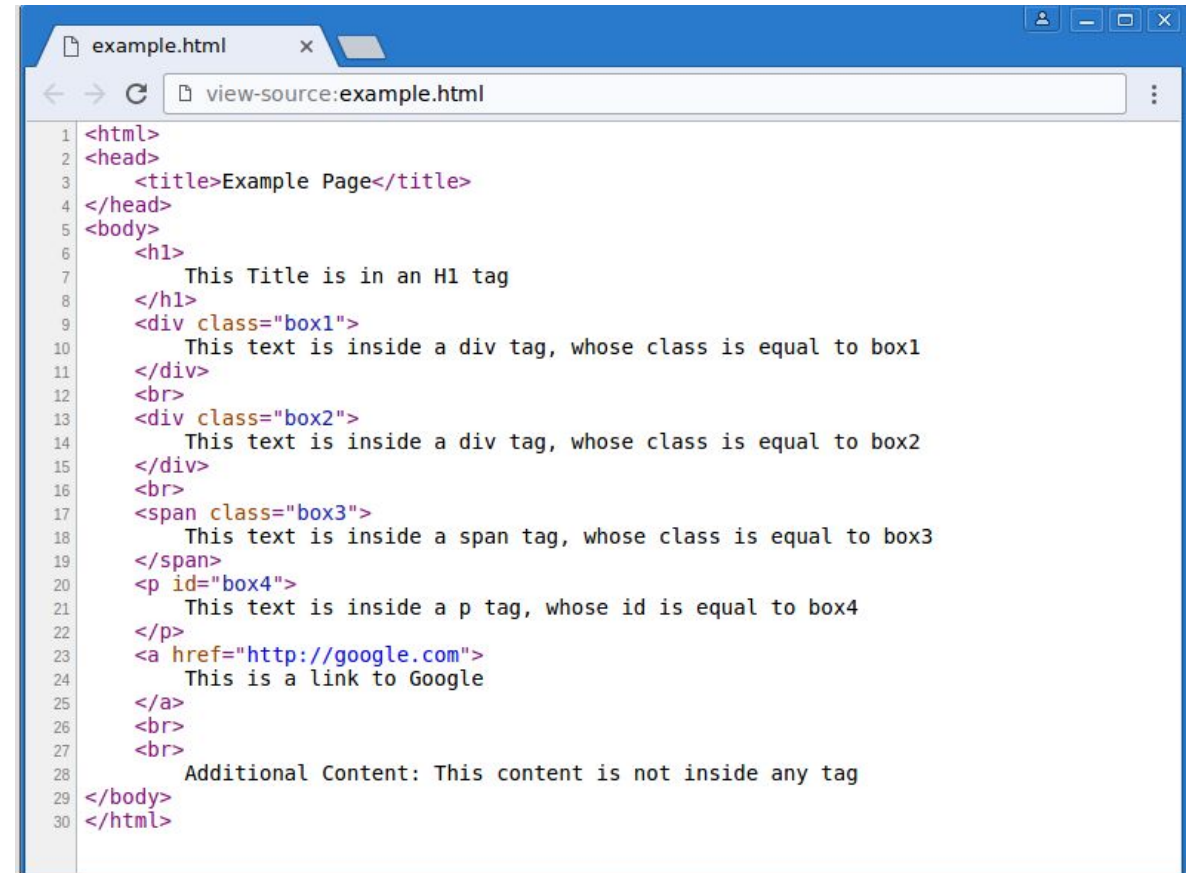 example.html
view-source:example.html
1 <html>
2 <head>
3     <title>Example Page</title>
4 </head>
5 <body>
6     <h1>
7         This Title is in an H1 tag
8     </h1>
9     <div class="box1">
10         This text is inside a div tag, whose class is equal to box1
11     </div>
12     <br>
13     <div class="box2">
14         This text is inside a div tag, whose class is equal to box2
15     </div>
16     <br>
17     <span class="box3">
18         This text is inside a span tag, whose class is equal to box3
19     </span>
20     <p id="box4">
21         This text is inside a p tag, whose id is equal to box4
22     </p>
23     <a href="http://google.com">
24         This is a link to Google
25     </a>
26     <br>
27     <br>
28         Additional Content: This content is not inside any tag
29 </body>
30 </html>